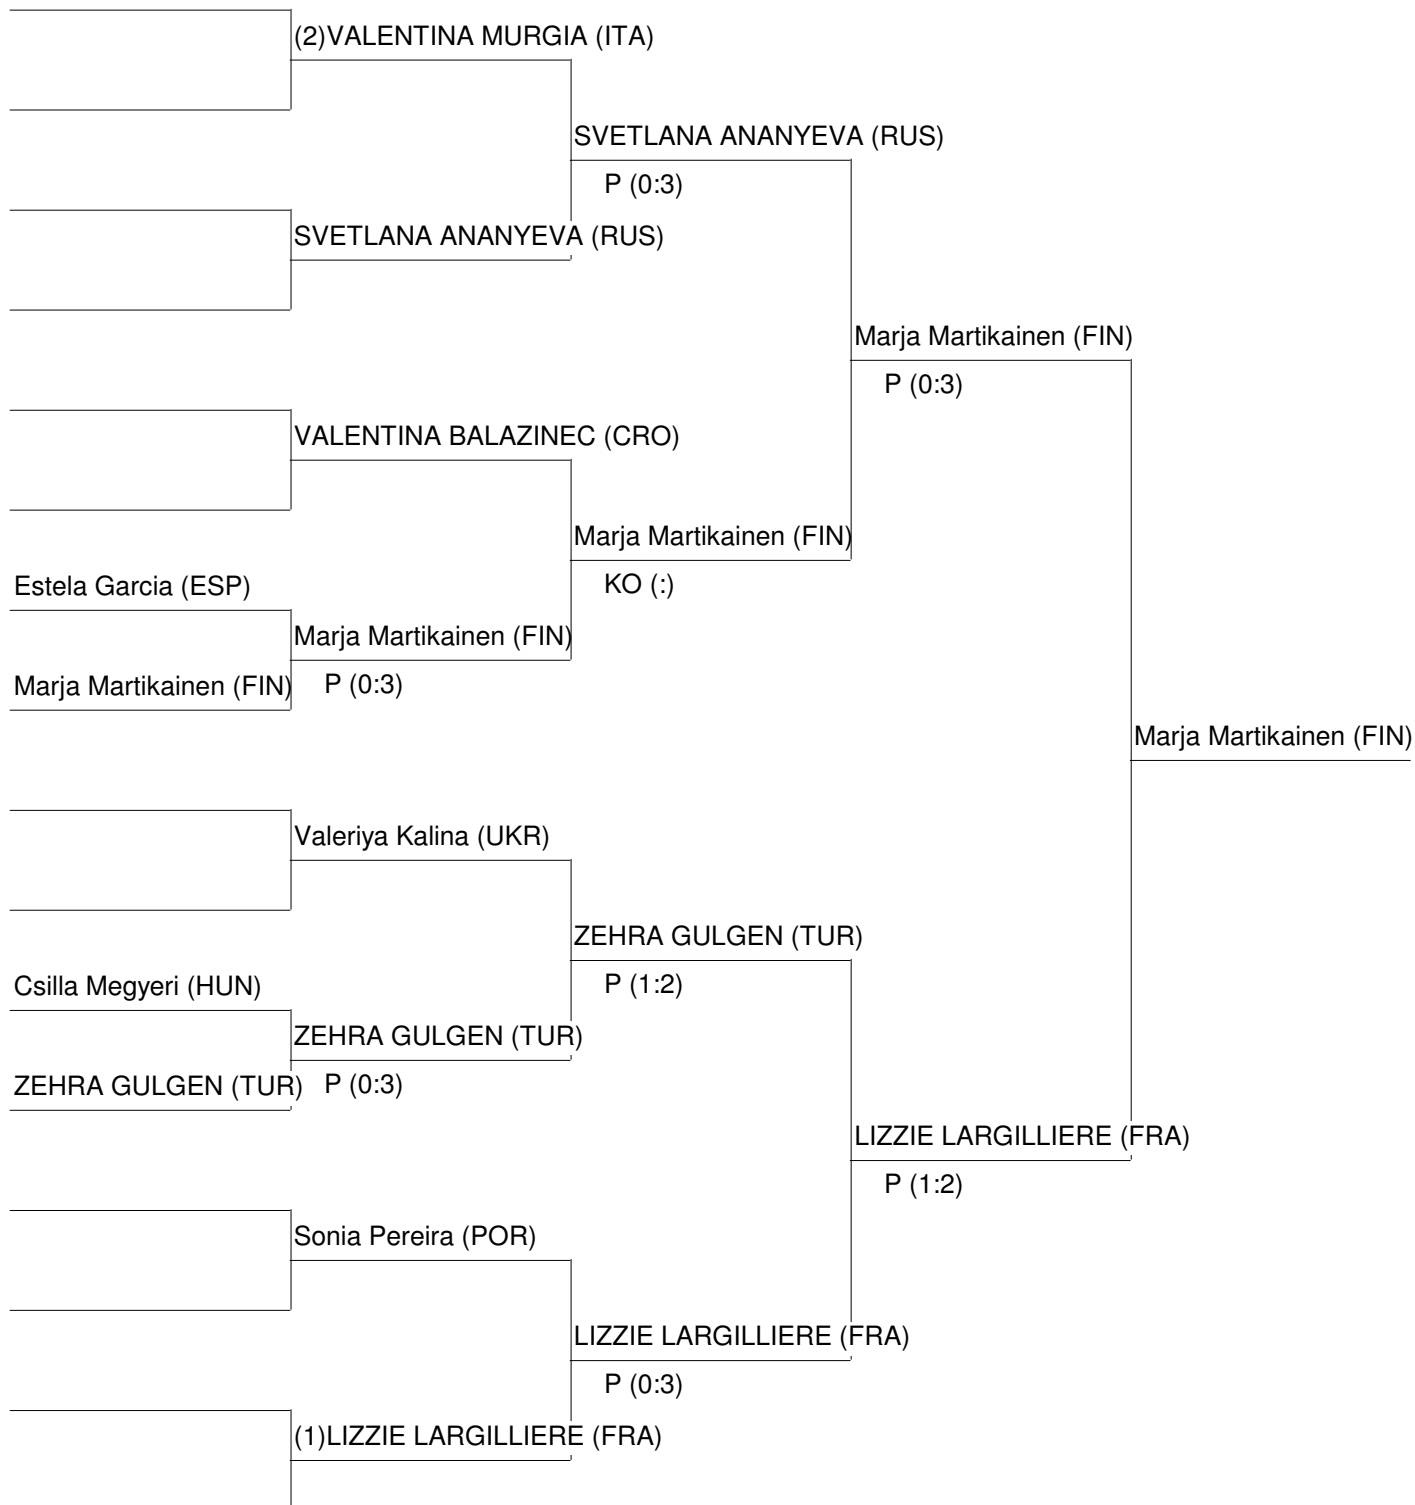 (2)VALENTINA MURGIA (ITA)
SVETLANA ANANYEVA (RUS)
P (0:3)
SVETLANA ANANYEVA (RUS)
Marja Martikainen (FIN)
P (0:3)
VALENTINA BALAZINEC (CRO)
Marja Martikainen (FIN)
KO (:)
Estela Garcia (ESP)
Marja Martikainen (FIN)
P (0:3)
Marja Martikainen (FIN)
Marja Martikainen (FIN)
Valeriya Kalina (UKR)
ZEHRA GULGEN (TUR)
P (1:2)
Csilla Megyeri (HUN)
ZEHRA GULGEN (TUR)
P (0:3)
ZEHRA GULGEN (TUR)
LIZZIE LARGILLIERE (FRA)
P (1:2)
Sonia Pereira (POR)
LIZZIE LARGILLIERE (FRA)
P (0:3)
(1)LIZZIE LARGILLIERE (FRA)